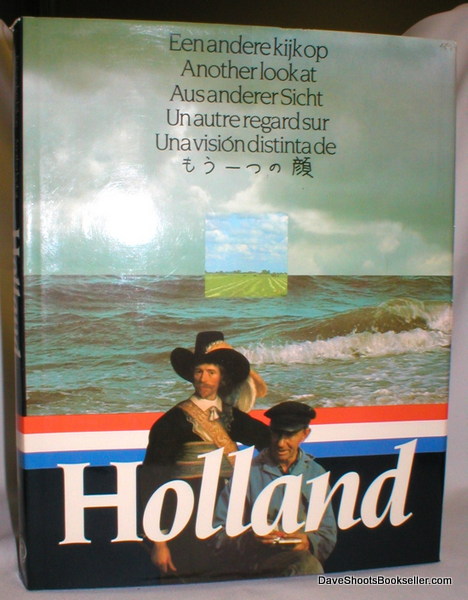 Een andere kijk op
Another look at
Aus anderer Sicht
Un autre regard sur
Una visión distinta de
もう一つの顔
Holland
Holland
DaveShootsBookseller.com